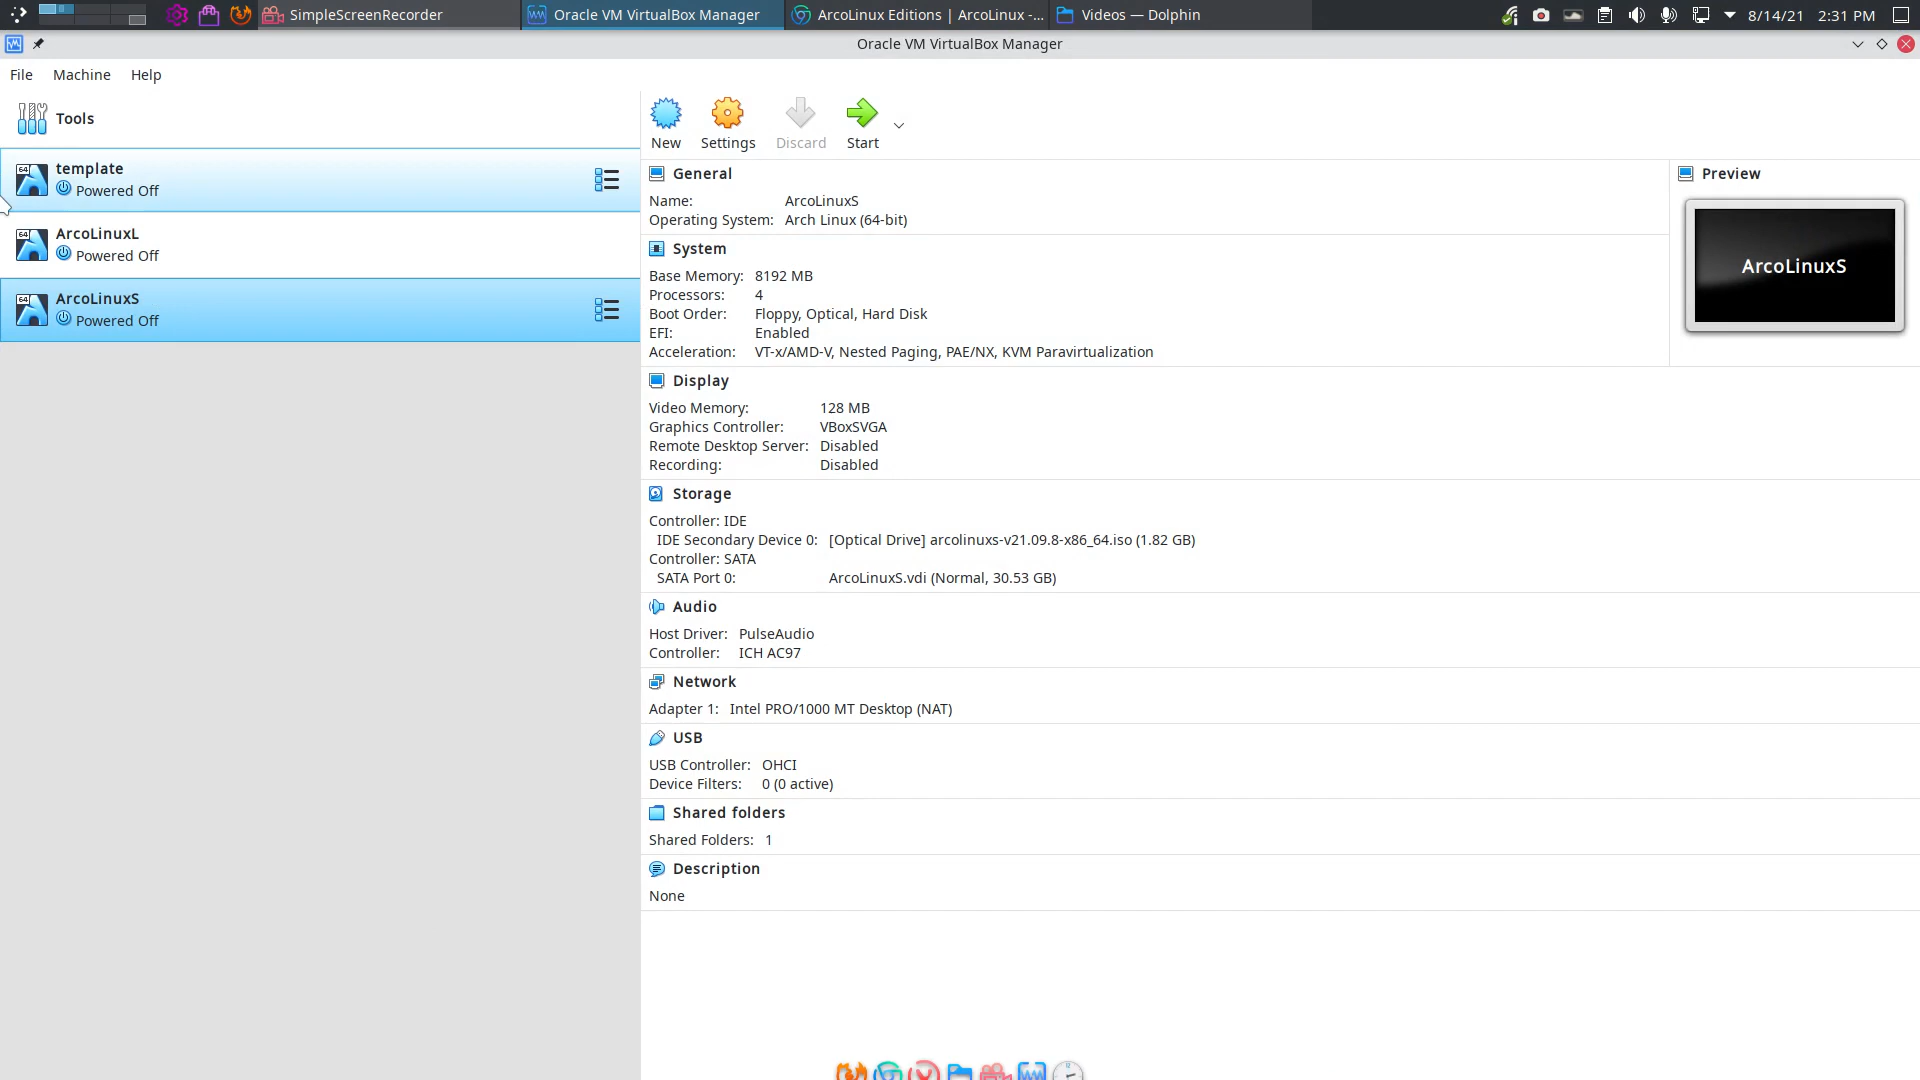 SimpleScreenRecorder
Oracle VM VirtualBox Manager
ArcoLinux Editions | ArcoLinux -...
Videos — Dolphin
8/14/21 2:31 PM
Oracle VM VirtualBox Manager
File Machine Help
Tools
New Settings Discard Start
64 template
Powered Off
64 ArcoLinuxL
Powered Off
64 ArcoLinuxS
Powered Off
General
Name: ArcoLinuxS
Operating System: Arch Linux (64-bit)
Preview
ArcoLinuxS
System
Base Memory: 8192 MB
Processors: 4
Boot Order: Floppy, Optical, Hard Disk
EFI: Enabled
Acceleration: VT-x/AMD-V, Nested Paging, PAE/NX, KVM Paravirtualization
Display
Video Memory: 128 MB
Graphics Controller: VBoxSVGA
Remote Desktop Server: Disabled
Recording: Disabled
Storage
Controller: IDE
IDE Secondary Device 0: [Optical Drive] arcolinuxs-v21.09.8-x86_64.iso (1.82 GB)
Controller: SATA
SATA Port 0: ArcoLinuxS.vdi (Normal, 30.53 GB)
Audio
Host Driver: PulseAudio
Controller: ICH AC97
Network
Adapter 1: Intel PRO/1000 MT Desktop (NAT)
USB
USB Controller: OHCI
Device Filters: 0 (0 active)
Shared folders
Shared Folders: 1
Description
None